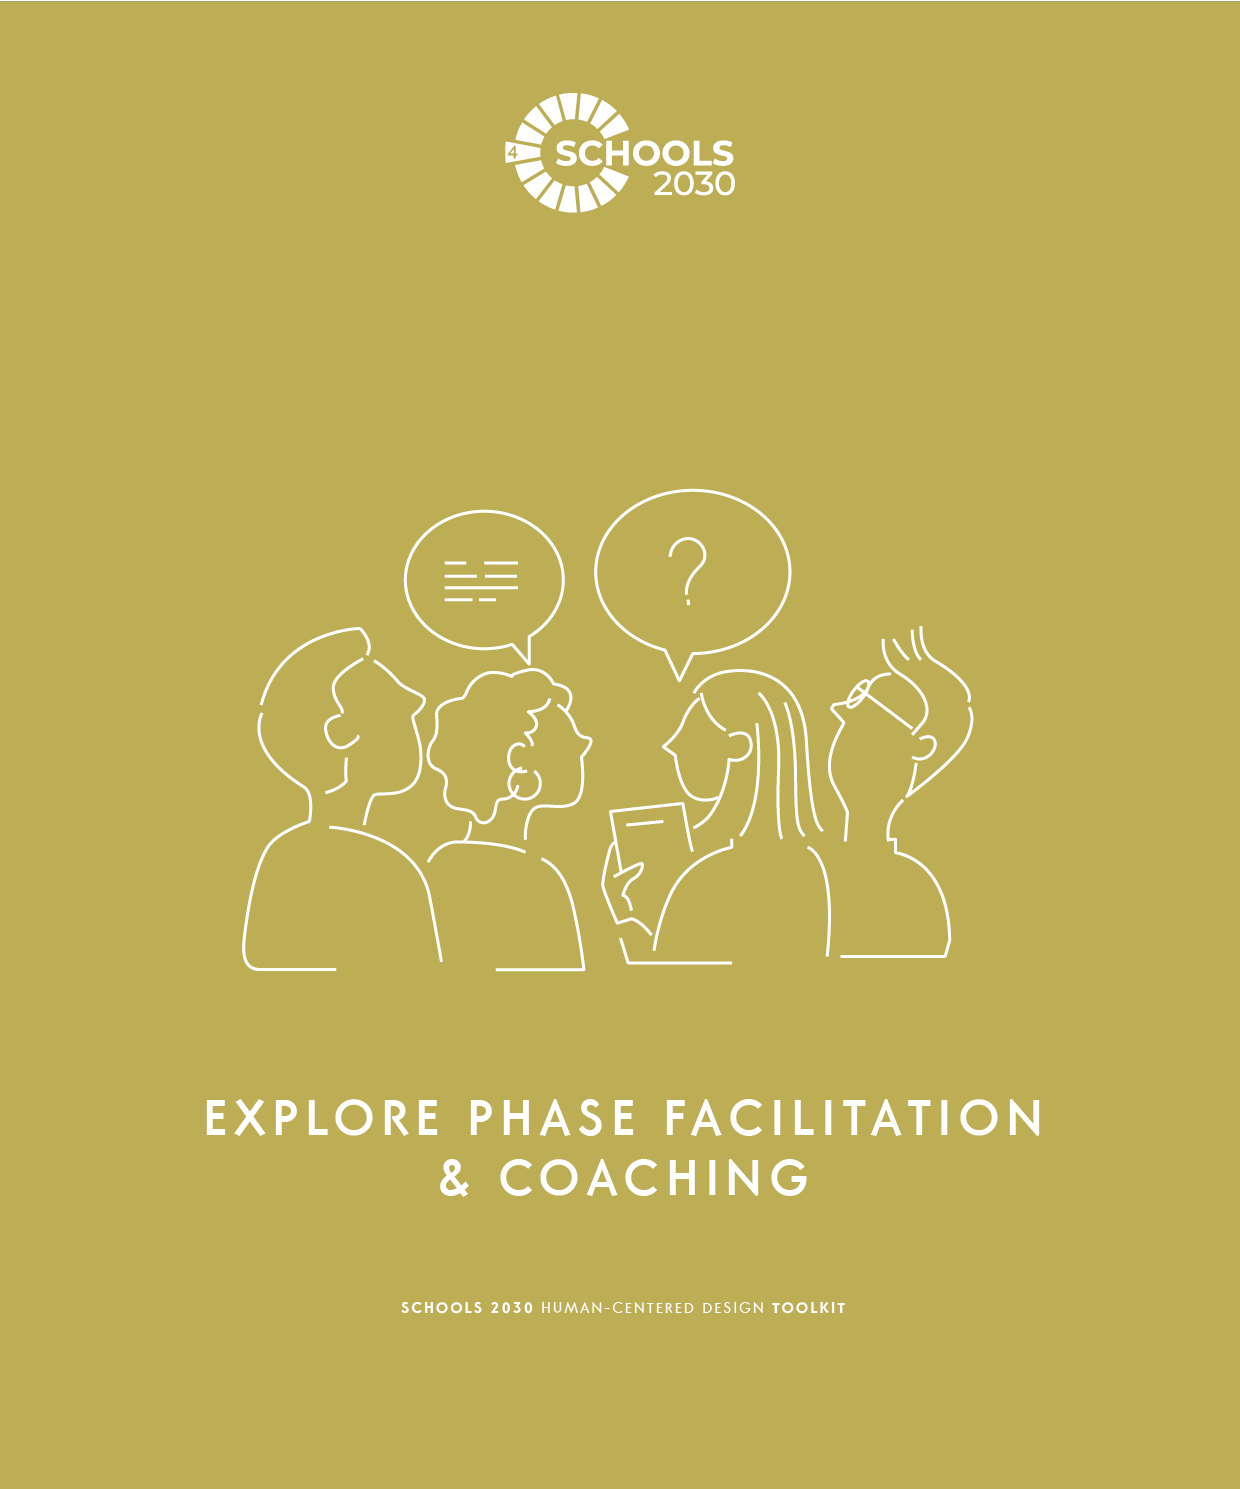 4
SCHOOLS
2030
?
EXPLORE PHASE FACILITATION
& COACHING
SCHOOLS 2030 HUMAN-CENTERED DESIGN TOOLKIT